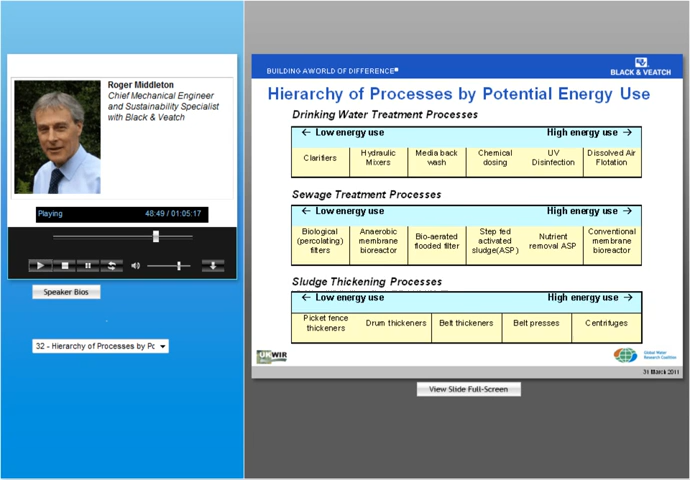 Roger Middleton
Chief Mechanical Engineer
and Sustainability Specialist
with Black & Veatch
Playing
48:49 / 01:05:17
Speaker Bios
32 - Hierarchy of Processes by Pc
BUILDING A WORLD OF DIFFERENCE
BLACK & VEATCH
Hierarchy of Processes by Potential Energy Use
Drinking Water Treatment Processes
← Low energy use
High energy use →
Clarifiers
Hydraulic
Mixers
Media back
wash
Chemical
dosing
UV
Disinfection
Dissolved Air
Flotation
Sewage Treatment Processes
← Low energy use
High energy use →
Biological
(percolating)
filters
Anaerobic
membrane
bioreactor
Bio-aerated
flooded filter
Step fed
activated
sludge(ASP)
Nutrient
removal ASP
Conventional
membrane
bioreactor
Sludge Thickening Processes
← Low energy use
High energy use →
Picket fence
thickeners
Drum thickeners
Belt thickeners
Belt presses
Centrifuges
UKWIR
Global Water
Research Coalition
31 March 2011
View Slide Full-Screen